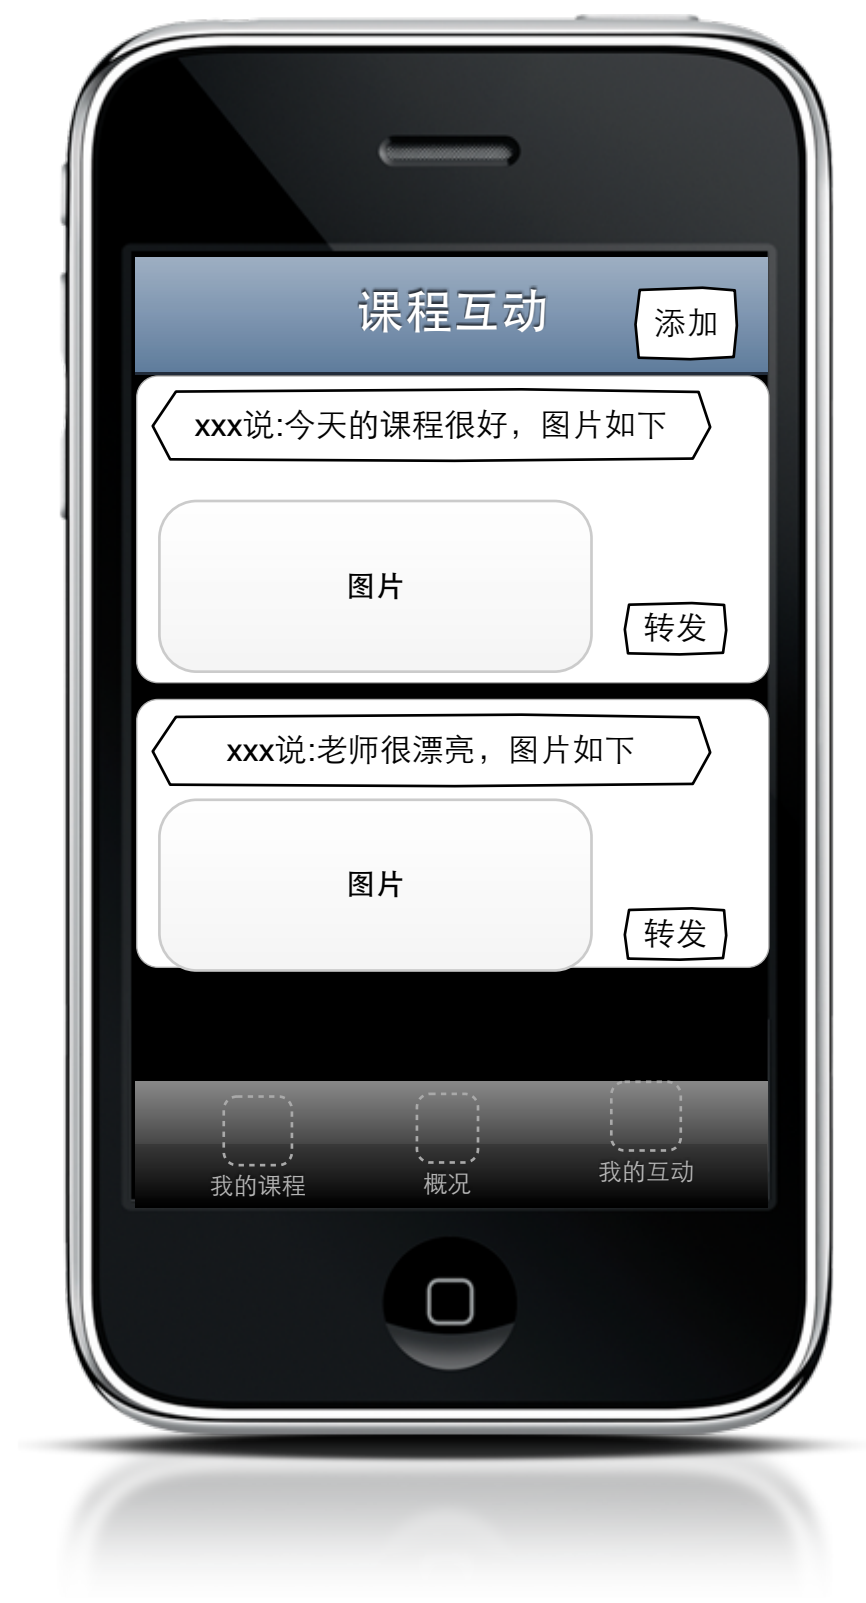 课程互动
添加
xxx说:今天的课程很好，图片如下
图片
转发
xxx说:老师很漂亮，图片如下
图片
转发
我的课程
概况
我的互动